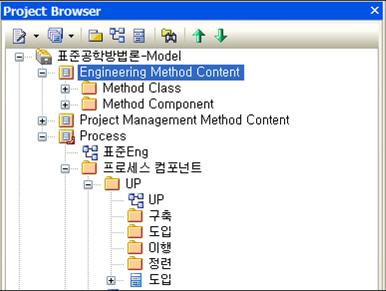 Project Browser
표준공학방법론-Model
Engineering Method Content
Method Class
Method Component
Project Management Method Content
Process
표준Eng
프로세스 컴포넌트
UP
UP
구축
도입
이행
정련
도입